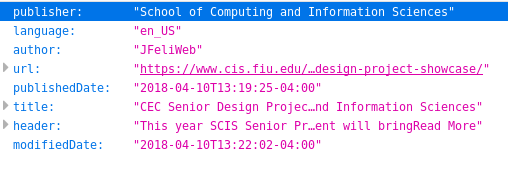 publisher: "School of Computing and Information Sciences"
language: "en_US"
author: "JFeliWeb"
url: "https://www.cis.fiu.edu/…design-project-showcase/"
publishedDate: "2018-04-10T13:19:25-04:00"
title: "CEC Senior Design Projec…nd Information Sciences"
header: "This year SCIS Senior Pr…ent will bringRead More"
modifiedDate: "2018-04-10T13:22:02-04:00"